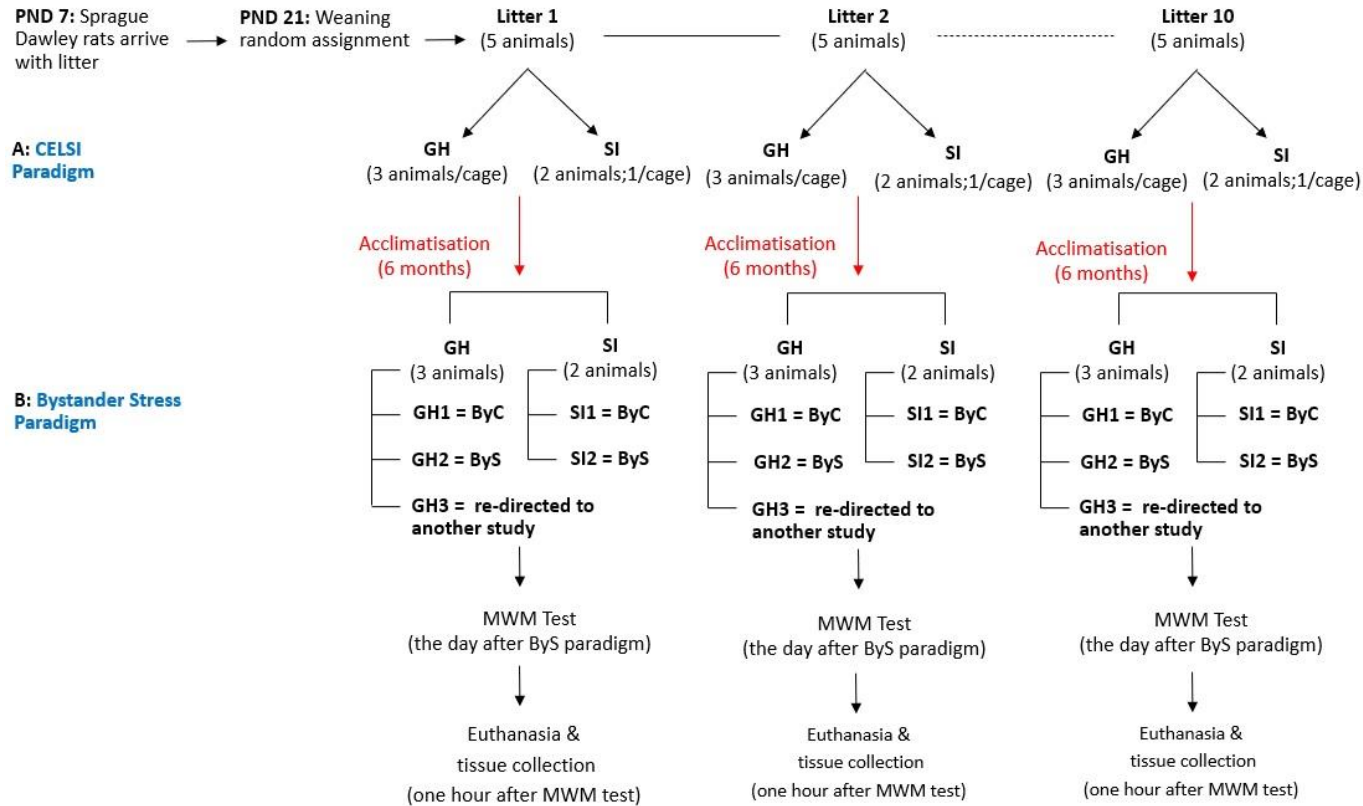 PND 7: Sprague
Dawley rats arrive
with litter
PND 21: Weaning
random assignment
Litter 1
(5 animals)
Litter 2
(5 animals)
Litter 10
(5 animals)
A: CELSI
Paradigm
GH
(3 animals/cage)
SI
(2 animals;1/cage)
GH
(3 animals/cage)
SI
(2 animals;1/cage)
GH
(3 animals/cage)
SI
(2 animals;1/cage)
Acclimatisation
(6 months)
Acclimatisation
(6 months)
Acclimatisation
(6 months)
B: Bystander Stress
Paradigm
GH
(3 animals)
GH1 = ByC
GH2 = ByS
GH3 = re-directed to
another study
SI
(2 animals)
SI1 = ByC
SI2 = ByS
GH
(3 animals)
GH1 = ByC
GH2 = ByS
GH3 = re-directed to
another study
SI
(2 animals)
SI1 = ByC
SI2 = ByS
GH
(3 animals)
GH1 = ByC
GH2 = ByS
GH3 = re-directed to
another study
SI
(2 animals)
SI1 = ByC
SI2 = ByS
MWM Test
(the day after ByS paradigm)
MWM Test
(the day after ByS paradigm)
MWM Test
(the day after ByS paradigm)
Euthanasia &
tissue collection
(one hour after MWM test)
Euthanasia &
tissue collection
(one hour after MWM test)
Euthanasia &
tissue collection
(one hour after MWM test)